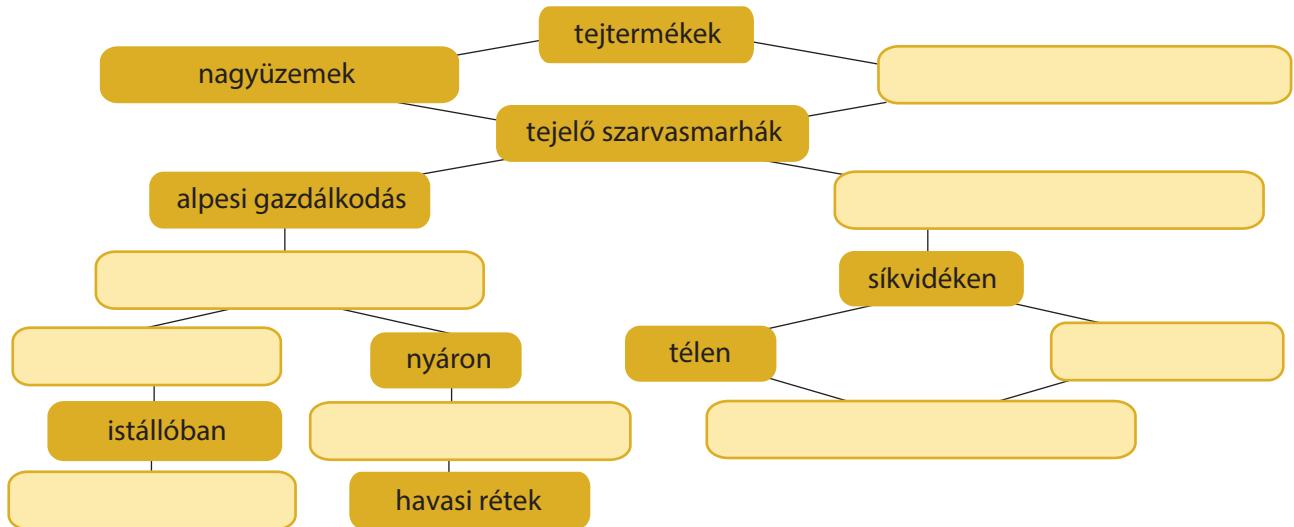 tejtermékek
nagyüzemek
tejelő szarvasmarhák
alpesi gazdálkodás
síkvidéken
nyáron
télen
istállóban
havasi rétek